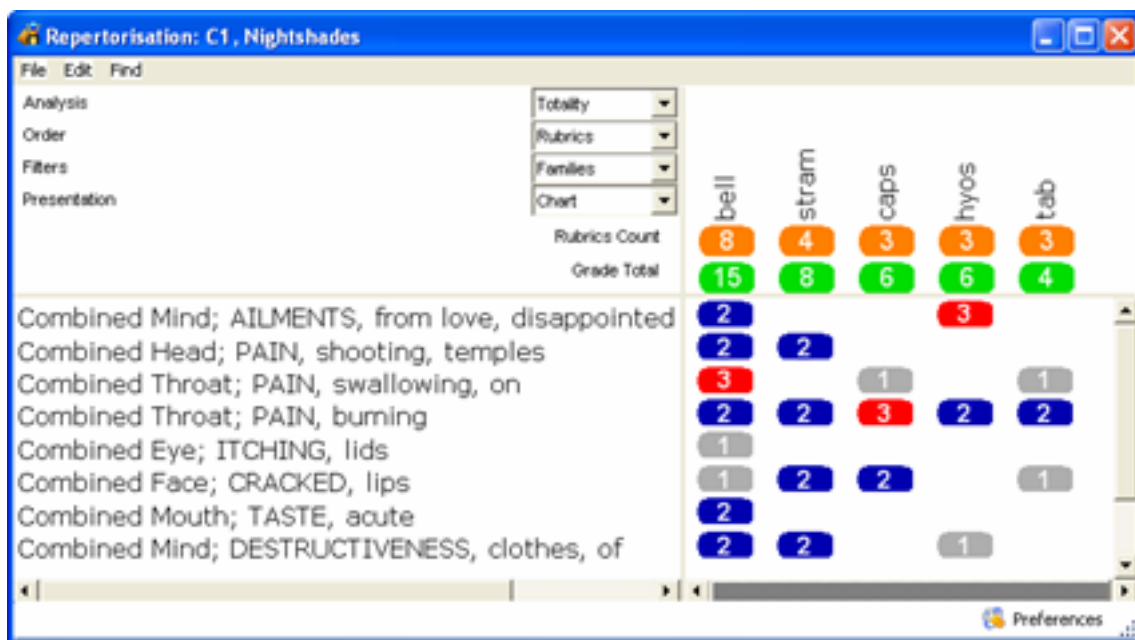 Repertorisation: C1, Nightshades
File Edit Find
Analysis Totality
Order Rubrics
Filters Families
Presentation Chart
bell stram caps hyos tab
Rubrics Count 8 4 3 3 3
Grade Total 15 8 6 6 4
Combined Mind; AILMENTS, from love, disappointed 2 3
Combined Head; PAIN, shooting, temples 2 2
Combined Throat; PAIN, swallowing, on 3 1 1
Combined Throat; PAIN, burning 2 2 3 2 2
Combined Eye; ITCHING, lids 1
Combined Face; CRACKED, lips 1 2 2 1
Combined Mouth; TASTE, acute 2
Combined Mind; DESTRUCTIVENESS, clothes, of 2 2 1
Preferences